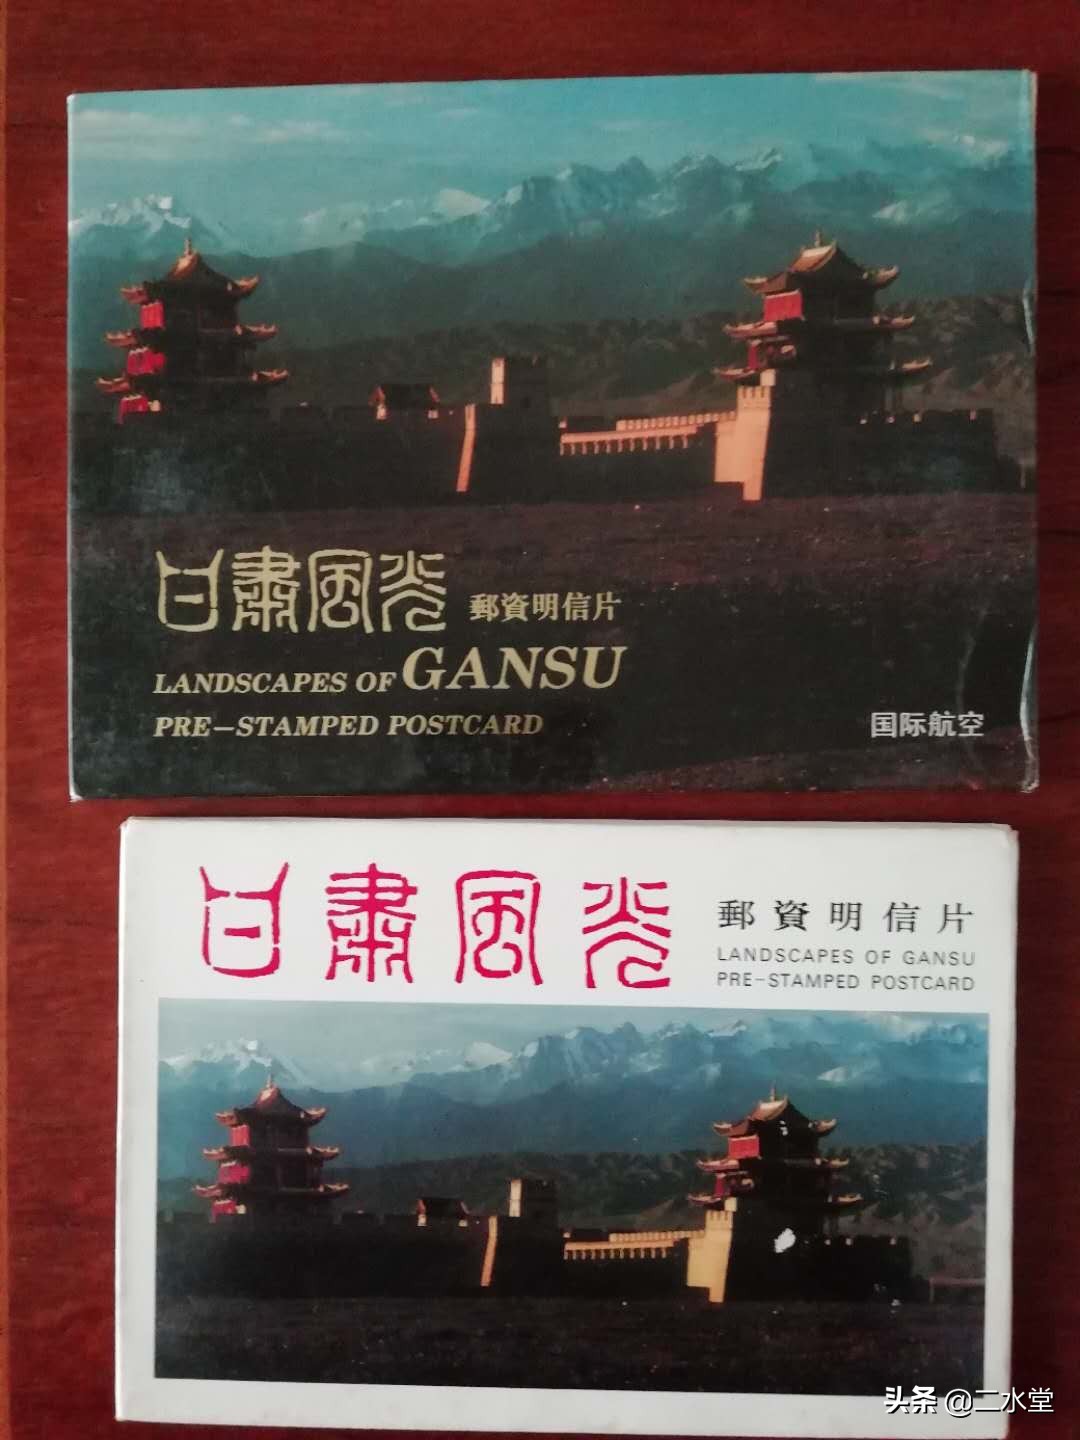 甘肅風光 郵資明信片
LANDSCAPES OF GANSU
PRE-STAMPED POSTCARD
国际航空
甘肅風光 郵資明信片
LANDSCAPES OF GANSU
PRE-STAMPED POSTCARD
头条 @二水堂